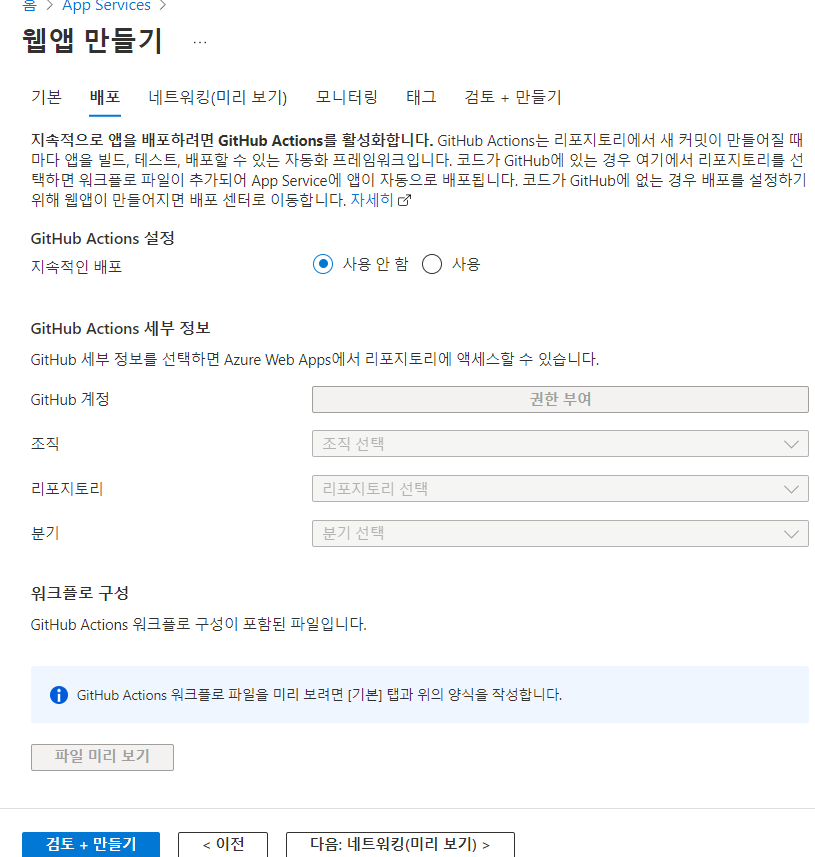 홈 > App Services >
웹앱 만들기 ...
기본 배포 네트워킹(미리 보기) 모니터링 태그 검토 + 만들기
지속적으로 앱을 배포하려면 GitHub Actions를 활성화합니다. GitHub Actions는 리포지토리에서 새 커밋이 만들어질 때
마다 앱을 빌드, 테스트, 배포할 수 있는 자동화 프레임워크입니다. 코드가 GitHub에 있는 경우 여기에서 리포지토리를 선
택하면 워크플로 파일이 추가되어 App Service에 앱이 자동으로 배포됩니다. 코드가 GitHub에 없는 경우 배포를 설정하기
위해 웹앱이 만들어지면 배포 센터로 이동합니다. 자세히
GitHub Actions 설정
지속적인 배포 사용 안 함 사용
GitHub Actions 세부 정보
GitHub 세부 정보를 선택하면 Azure Web Apps에서 리포지토리에 액세스할 수 있습니다.
GitHub 계정 권한 부여
조직 조직 선택
리포지토리 리포지토리 선택
분기 분기 선택
워크플로 구성
GitHub Actions 워크플로 구성이 포함된 파일입니다.
GitHub Actions 워크플로 파일을 미리 보려면 [기본] 탭과 위의 양식을 작성합니다.
파일 미리 보기
검토 + 만들기 < 이전 다음: 네트워킹(미리 보기) >